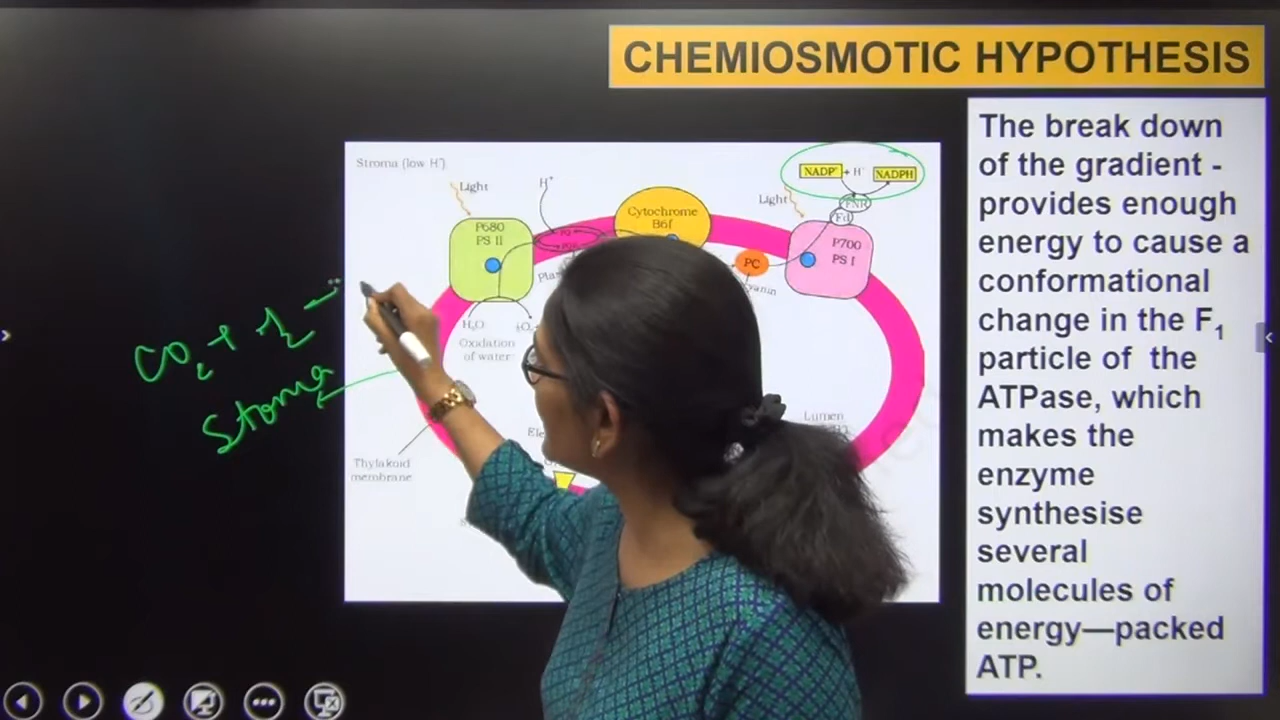 CHEMIOSMOTIC HYPOTHESIS
The break down
of the gradient -
provides enough
energy to cause a
conformational
change in the F₁
particle of the
ATPase, which
makes the
enzyme
synthesise
several
molecules of
energy—packed
ATP.
Stroma (low H⁺)
NADP⁺ + H⁺ NADPH
Light
H⁺
Light
FNR
Fd
Cytochrome
B6f
P680
PS II
P700
PS I
PC
H₂O
Oxidation
of water
Lumen
Thylakoid
membrane
CO₂ + H₂
Stoma